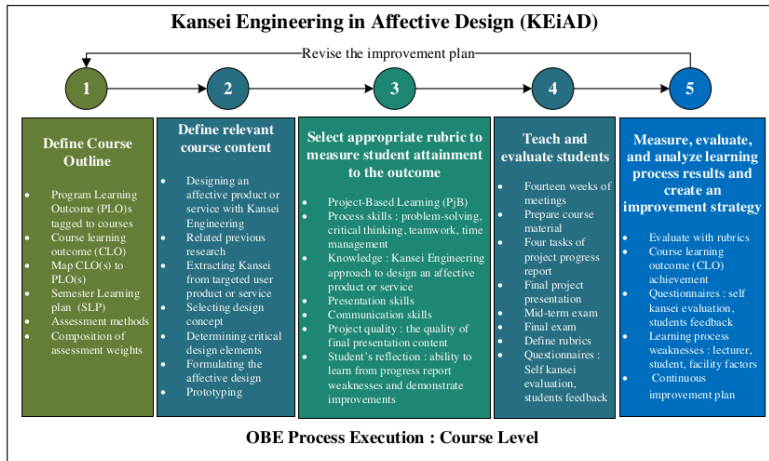 Kansei Engineering in Affective Design (KEiAD)
Revise the improvement plan
1
2
3
4
5
Define Course
Outline
• Program Learning
Outcome (PLO)s
tagged to courses
• Course learning
outcome (CLO)
• Map CLO(s) to
PLO(s)
• Semester Learning
plan (SLP)
• Assessment methods
• Composition of
assessment weights
Define relevant
course content
• Designing an
affective product or
service with Kansei
Engineering
• Related previous
research
• Extracting Kansei
from targeted user
product or service
• Selecting design
concept
• Determining critical
design elements
• Formulating the
affective design
• Prototyping
Select appropriate rubric to
measure student attainment
to the outcome
• Project-Based Learning (PjB)
• Process skills : problem-solving,
critical thinking, teamwork, time
management
• Knowledge : Kansei Engineering
approach to design an affective
product or service
• Presentation skills
• Communication skills
• Project quality : the quality of
final presentation content
• Student's reflection : ability to
learn from progress report
weaknesses and demonstrate
improvements
Teach and
evaluate students
• Fourteen weeks of
meetings
• Prepare course
material
• Four tasks of
project progress
report
• Final project
presentation
• Mid-term exam
• Final exam
• Define rubrics
• Questionnaires :
Self kansei
evaluation,
students feedback
Measure, evaluate,
and analyze learning
process results and
create an
improvement strategy
• Evaluate with rubrics
• Course learning
outcome (CLO)
achievement
• Questionnaires : self
kansei evaluation,
students feedback
• Learning process
weaknesses : lecturer,
student, facility factors
• Continuous
improvement plan
OBE Process Execution : Course Level